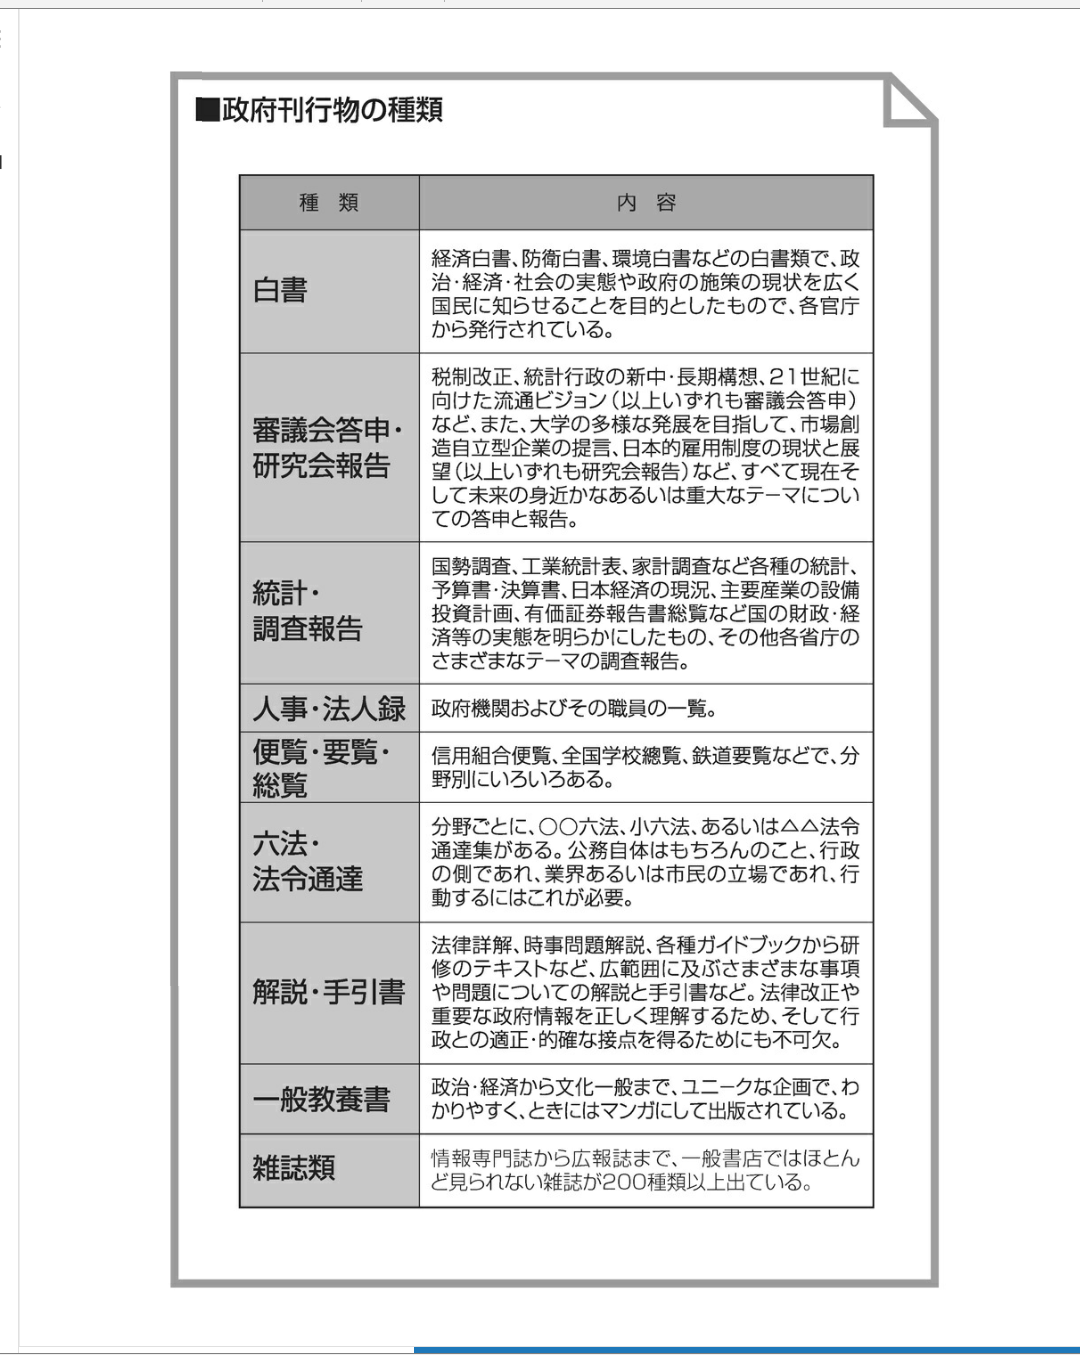 ■政府刊行物の種類
種 類
内 容
白書
経済白書、防衛白書、環境白書などの白書類で、政
治・経済・社会の実態や政府の施策の現状を広く
国民に知らせることを目的としたもので、各官庁
から発行されている。
審議会答申・
研究会報告
税制改正、統計行政の新中・長期構想、21世紀に
向けた流通ビジョン（以上いずれも審議会答申）
など、また、大学の多様な発展を目指して、市場創
造自立型企業の提言、日本的雇用制度の現状と展
望（以上いずれも研究会報告）など、すべて現在そ
して未来の身近かなあるいは重大なテーマについ
ての答申と報告。
統計・
調査報告
国勢調査、工業統計表、家計調査など各種の統計、
予算書・決算書、日本経済の現況、主要産業の設備
投資計画、有価証券報告書総覧など国の財政・経
済等の実態を明らかにしたもの、その他各省庁の
さまざまなテーマの調査報告。
人事・法人録
政府機関およびその職員の一覧。
便覧・要覧・
総覧
信用組合便覧、全国学校總覧、鉄道要覧などで、分
野別にいろいろある。
六法・
法令通達
分野ごとに、○○六法、小六法、あるいは△△法令
通達集がある。公務自体はもちろんのこと、行政
の側であれ、業界あるいは市民の立場であれ、行
動するにはこれが必要。
解説・手引書
法律詳解、時事問題解説、各種ガイドブックから研
修のテキストなど、広範囲に及ぶさまざまな事項
や問題についての解説と手引書など。法律改正や
重要な政府情報を正しく理解するため、そして行
政との適正・的確な接点を得るためにも不可欠。
一般教養書
政治・経済から文化一般まで、ユニークな企画で、わ
かりやすく、ときにはマンガにして出版されている。
雑誌類
情報専門誌から広報誌まで、一般書店ではほとん
ど見られない雑誌が200種類以上出ている。